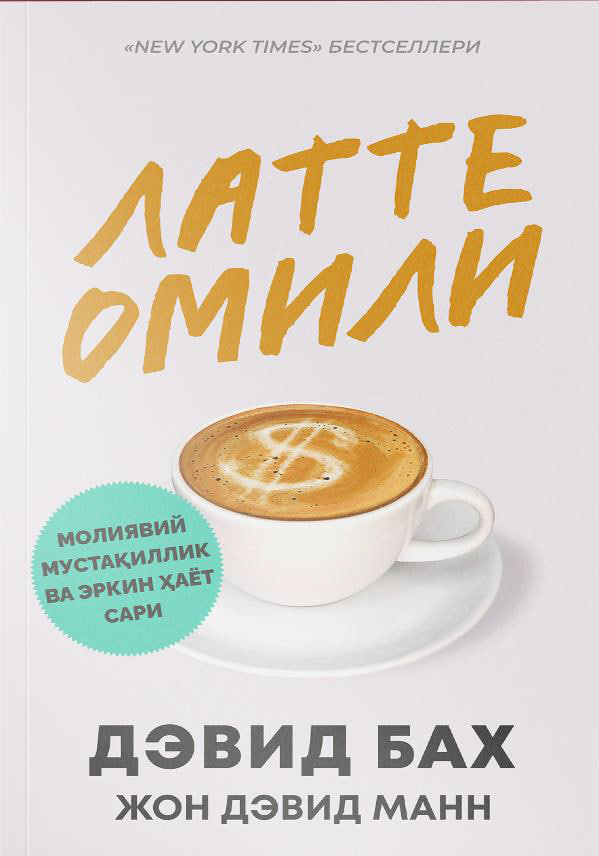 «NEW YORK TIMES» БЕСТСЕЛЛЕРИ
ЛАТТЕ
ОМИЛИ
$
МОЛИЯВИЙ
МУСТАҚИЛЛИК
ВА ЭРКИН ҲАЁТ
САРИ
ДЭВИД БАХ
ЖОН ДЭВИД МАНН